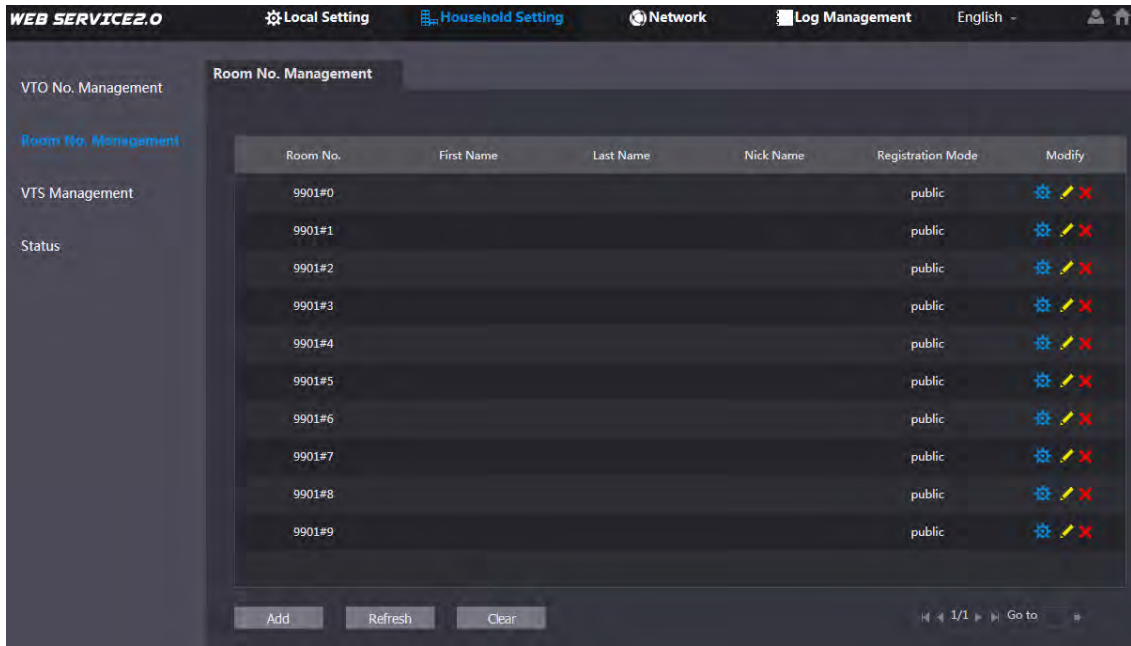 WEB SERVICE2.0 Local Setting Household Setting Network Log Management English
Room No. Management
VTO No. Management
Room No. Management
VTS Management
Status
Room No. First Name Last Name Nick Name Registration Mode Modify
9901#0 public
9901#1 public
9901#2 public
9901#3 public
9901#4 public
9901#5 public
9901#6 public
9901#7 public
9901#8 public
9901#9 public
Add Refresh Clear 1/1 Go to